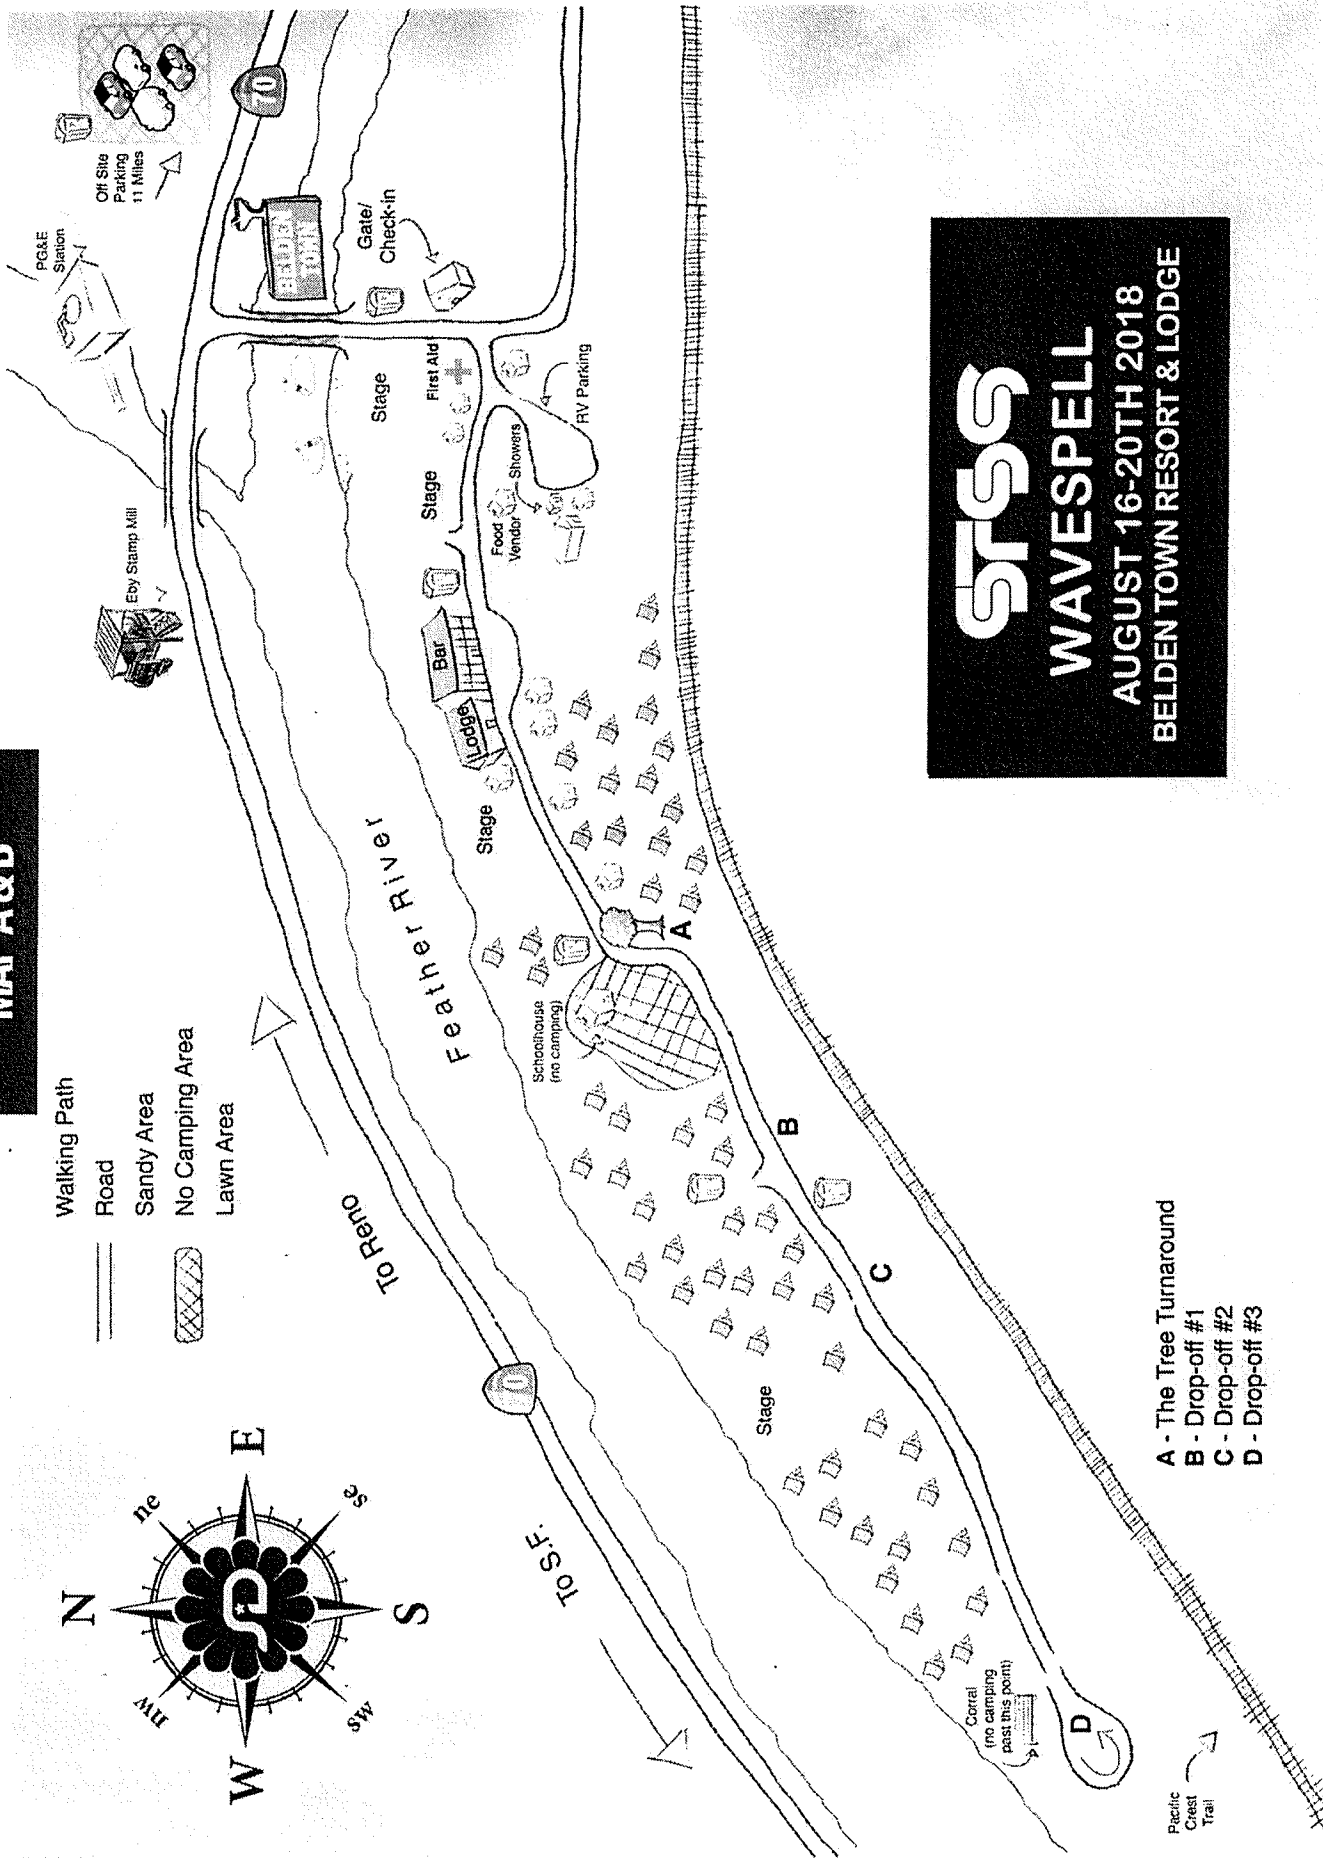 MAP A&B
N
ne
E
se
S
sw
W
nw
Walking Path
Road
Sandy Area
No Camping Area
Lawn Area
To Reno
To S.F.
70
Feather River
Eby Stamp Mill
PG&E
Station
Off Site
Parking
11 Miles
70
BELDEN
TOWN
Gate/
Check-in
Stage
First Aid
Stage
RV Parking
Showers
Food
Vendor
Bar
Lodge
Stage
Schoolhouse
(no camping)
A
B
C
Stage
Corral
(no camping
past this point)
D
Pacific
Crest
Trail
A - The Tree Turnaround
B - Drop-off #1
C - Drop-off #2
D - Drop-off #3
STSS
WAVESPELL
AUGUST 16-20TH 2018
BELDEN TOWN RESORT & LODGE